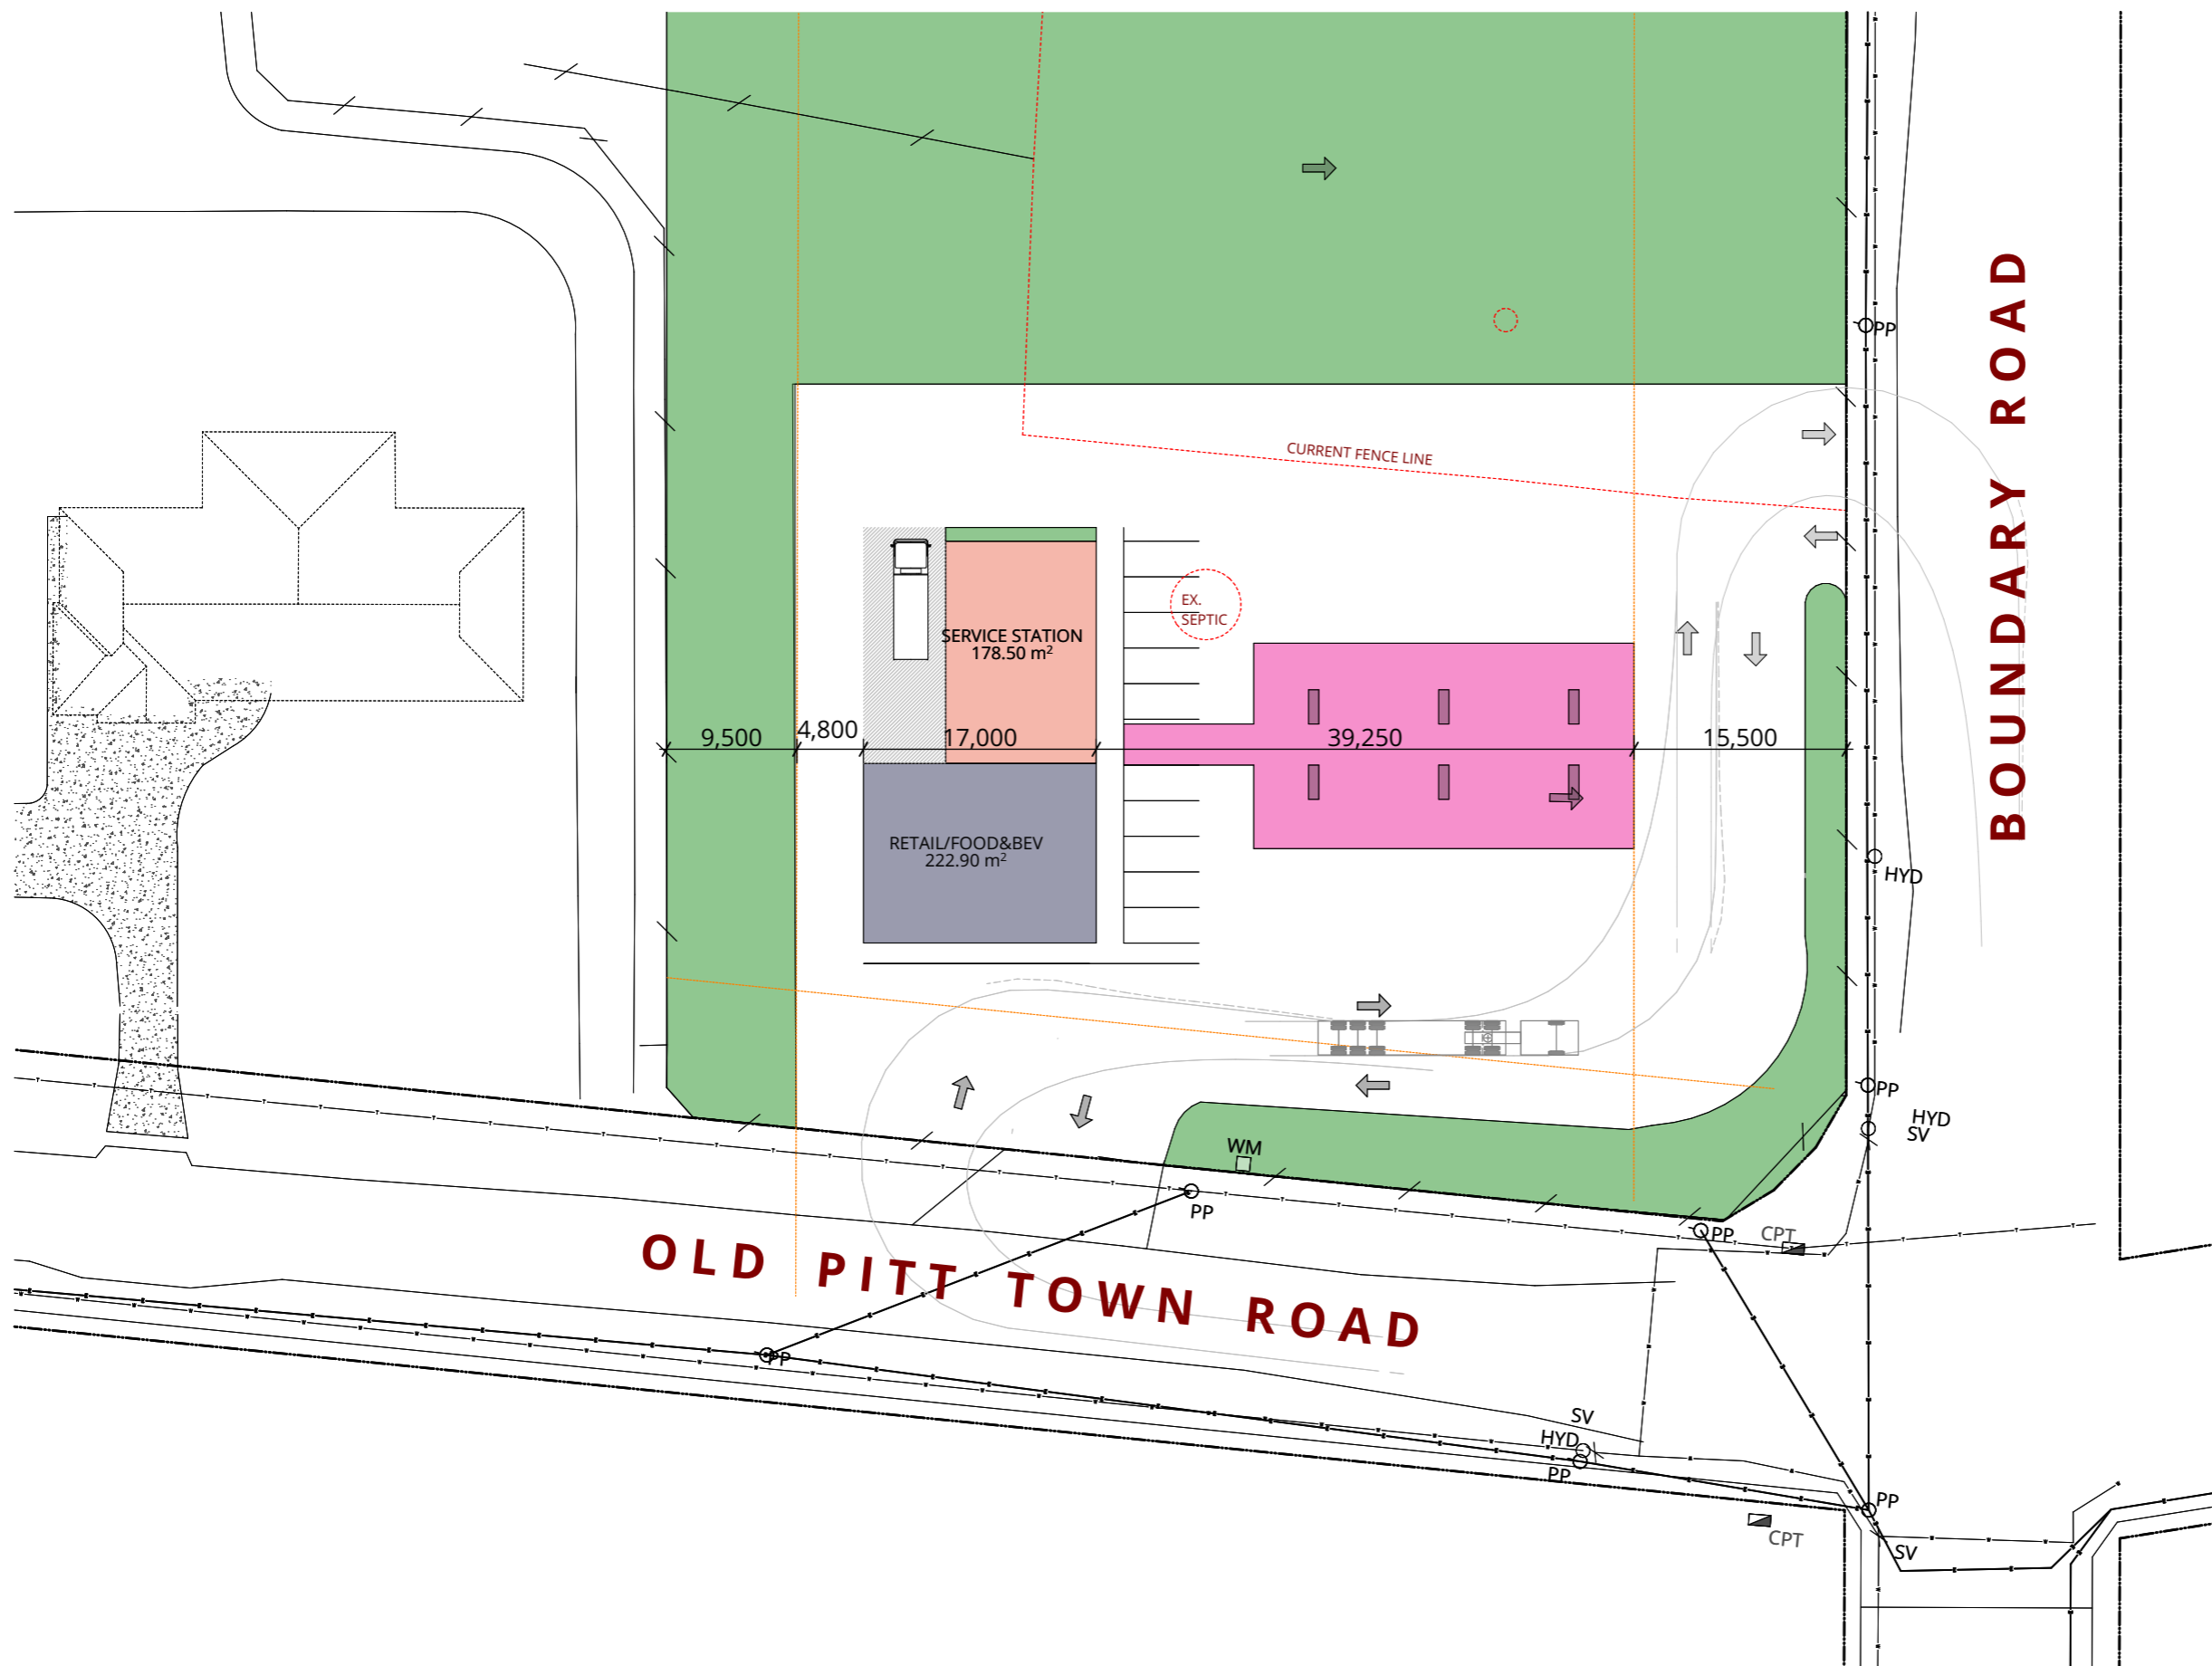 PP
CURRENT FENCE LINE
BOUNDARY ROAD
EX.
SEPTIC
SERVICE STATION
178.50 m²
9,500
4,800
17,000
39,250
15,500
RETAIL/FOOD&BEV
222.90 m²
HYD
PP
HYD
SV
WM
PP
PP
CPT
OLD PITT TOWN ROAD
PP
SV
HYD
PP
PP
CPT
SV